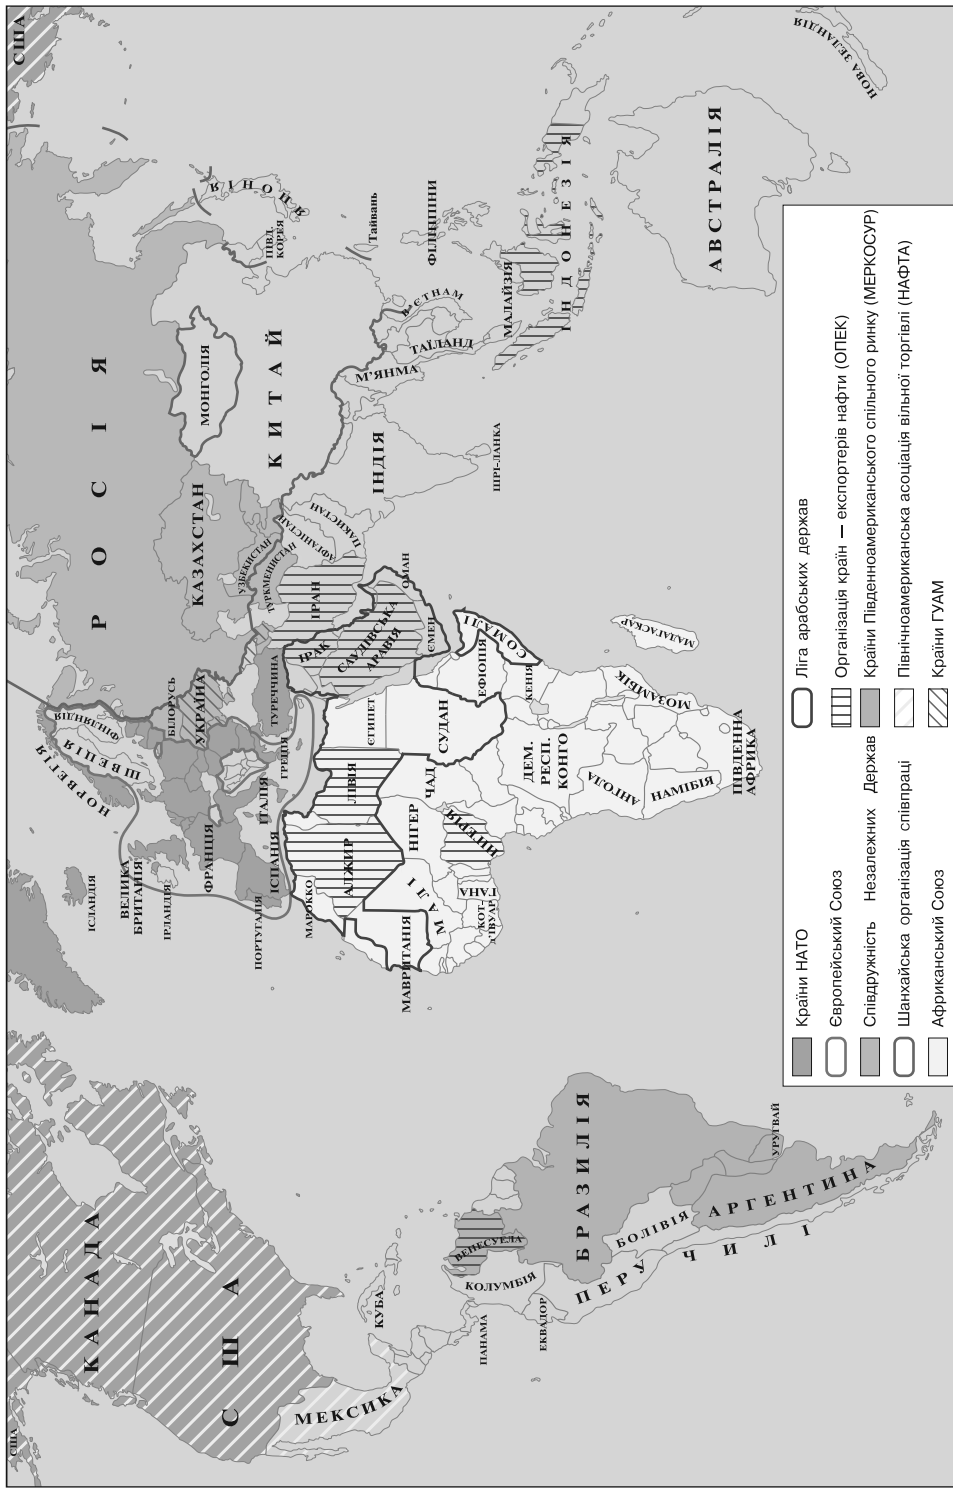 США
КАНАДА
США
США
МЕКСИКА
КУБА
ПАНАМА
ВЕНЕСУЕЛА
КОЛУМБІЯ
ЕКВАДОР
БРАЗИЛІЯ
ПЕРУ
БОЛІВІЯ
ЧИЛІ
АРГЕНТИНА
УРУГВАЙ
ІСЛАНДІЯ
НОРВЕГІЯ
ШВЕЦІЯ
ФІНЛЯНДІЯ
ВЕЛИКА
БРИТАНІЯ
ІРЛАНДІЯ
ФРАНЦІЯ
ПОРТУГАЛІЯ
ІСПАНІЯ
ІТАЛІЯ
ГРЕЦІЯ
БІЛОРУСЬ
УКРАЇНА
ТУРЕЧЧИНА
РОСІЯ
КАЗАХСТАН
УЗБЕКИСТАН
ТУРКМЕНИСТАН
АФГАНІСТАН
ПАКИСТАН
ІРАН
ІРАК
САУДІВСЬКА
АРАВІЯ
ОМАН
ЄМЕН
МОНГОЛІЯ
КИТАЙ
ПІВД.
КОРЕЯ
ЯПОНІЯ
Тайвань
ІНДІЯ
ШРІ-ЛАНКА
М'ЯНМА
ТАЇЛАНД
В'ЄТНАМ
ФІЛІППІНИ
МАЛАЙЗІЯ
ІНДОНЕЗІЯ
АВСТРАЛІЯ
НОВА ЗЕЛАНДІЯ
МАРОККО
АЛЖИР
ЛІВІЯ
ЄГИПЕТ
МАВРИТАНІЯ
МАЛІ
НІГЕР
ЧАД
СУДАН
ЕФІОПІЯ
СОМАЛІ
КОТ-
Д'ІВУАР
ГАНА
НІГЕРІЯ
КЕНІЯ
ДЕМ.
РЕСП.
КОНГО
АНГОЛА
НАМІБІЯ
МОЗАМБІК
МАДАГАСКАР
ПІВДЕННА
АФРИКА
Країни НАТО
Європейський Союз
Співдружність Незалежних Держав
Шанхайська організація співпраці
Африканський Союз
Ліга арабських держав
Організація країн — експортерів нафти (ОПЕК)
Країни Південноамериканського спільного ринку (МЕРКОСУР)
Північноамериканська асоціація вільної торгівлі (НАФТА)
Країни ГУАМ